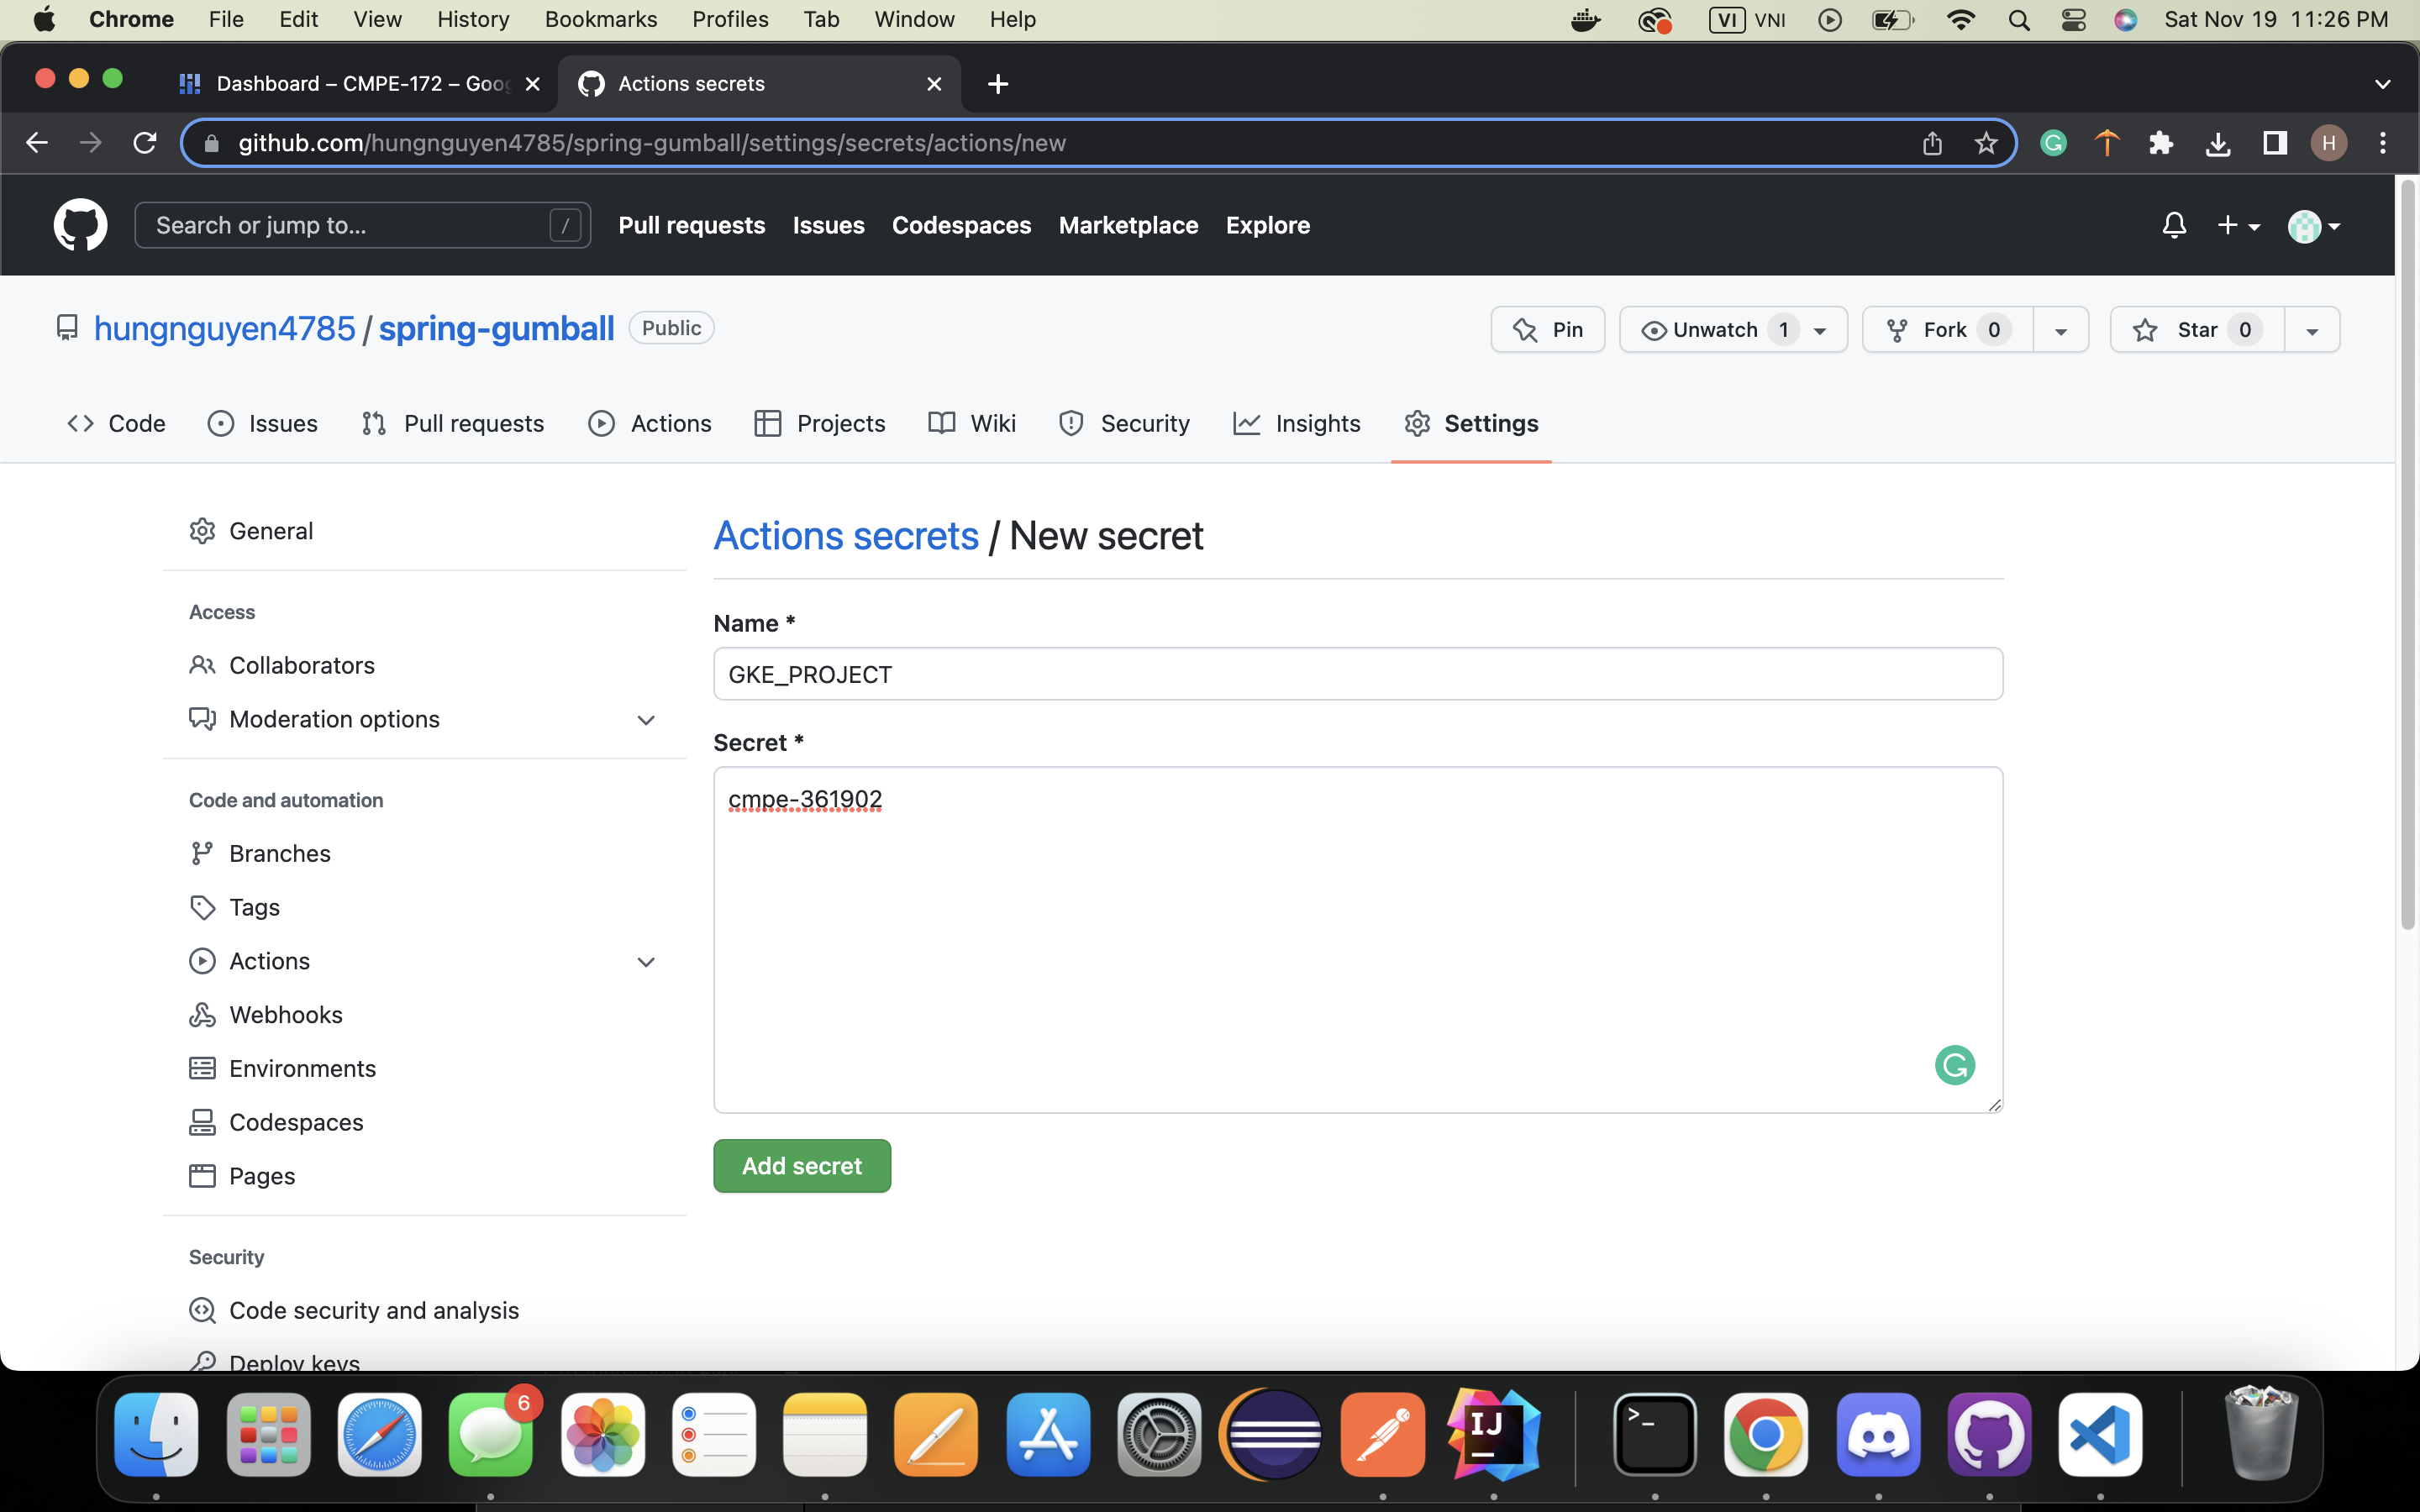 Chrome File Edit View History Bookmarks Profiles Tab Window Help VI VNI Sat Nov 19 11:26 PM
Dashboard – CMPE-172 – Goog Actions secrets
github.com/hungnguyen4785/spring-gumball/settings/secrets/actions/new H
Search or jump to... / Pull requests Issues Codespaces Marketplace Explore
hungnguyen4785 / spring-gumball Public Pin Unwatch 1 Fork 0 Star 0
Code Issues Pull requests Actions Projects Wiki Security Insights Settings
General
Access
Collaborators
Moderation options
Code and automation
Branches
Tags
Actions
Webhooks
Environments
Codespaces
Pages
Security
Code security and analysis
Deploy keys
Actions secrets / New secret
Name *
GKE_PROJECT
Secret *
cmpe-361902
Add secret
6
IJ
>_